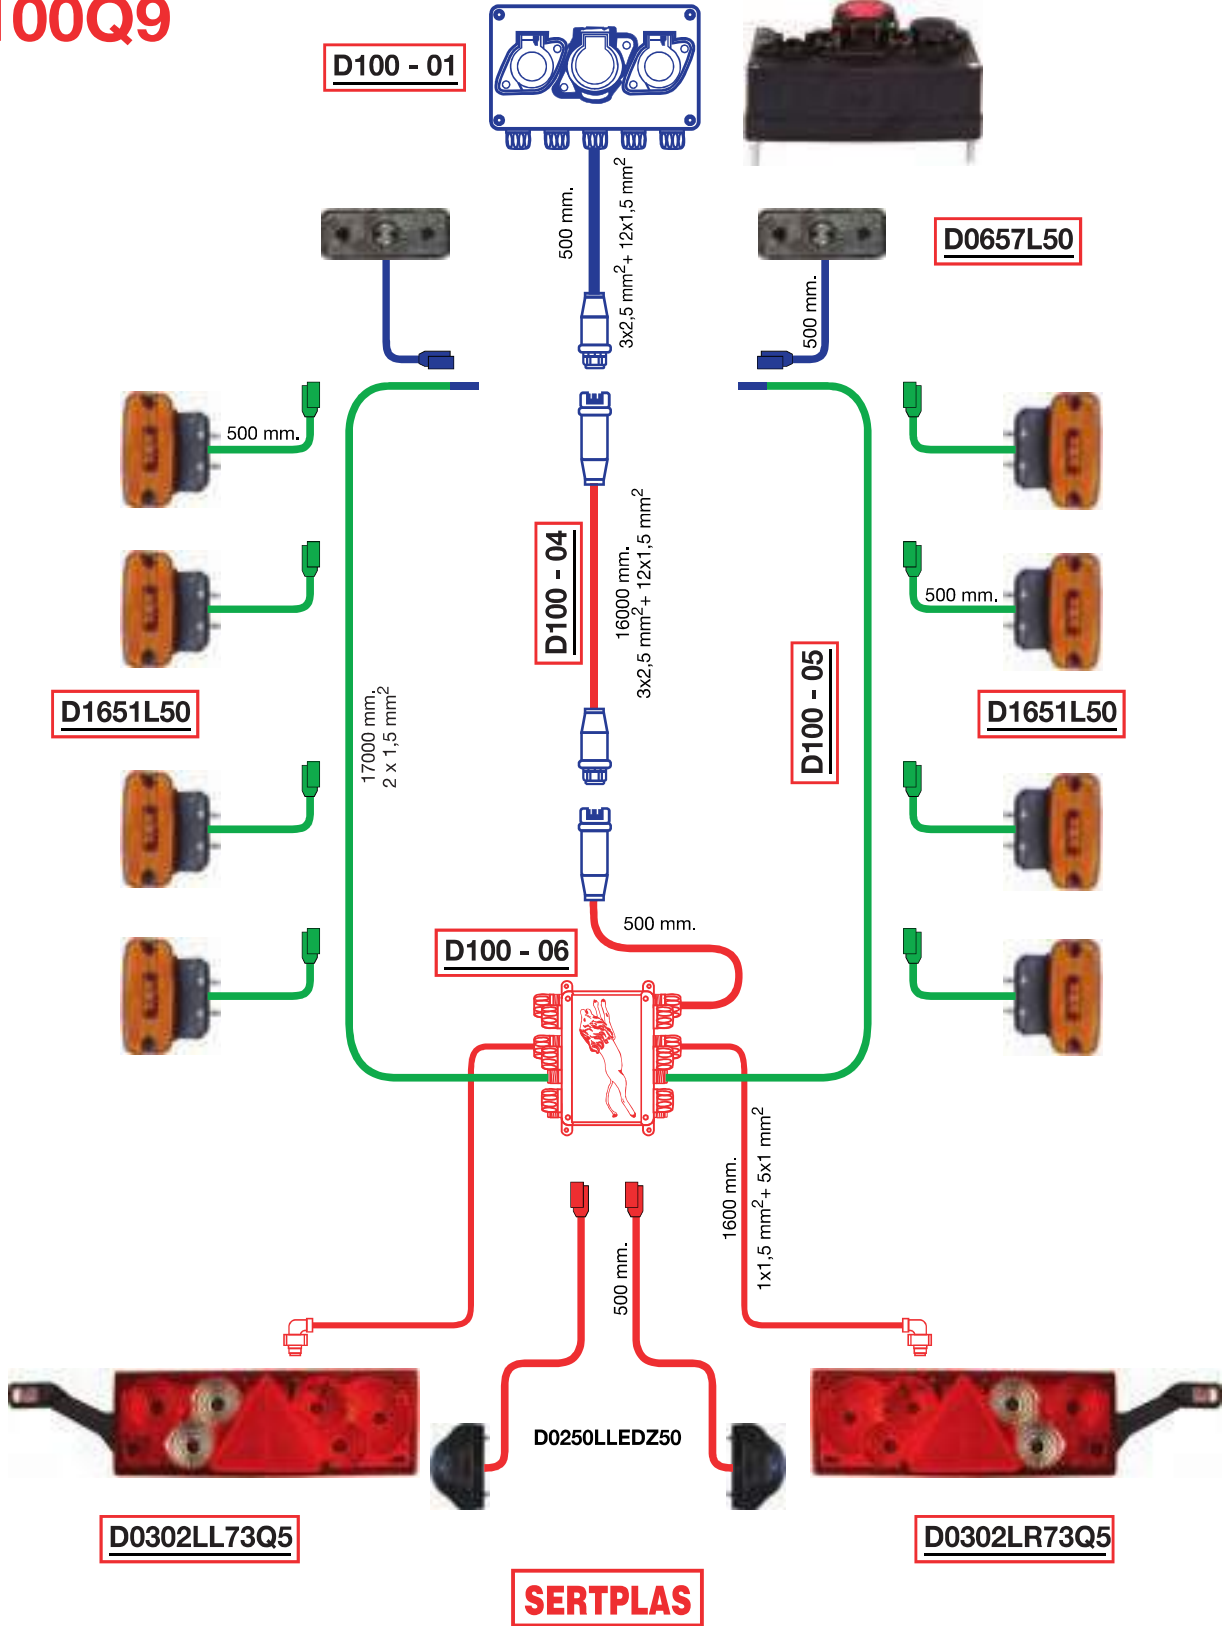 100Q9
D100 - 01
500 mm.
3x2,5 mm²+ 12x1,5 mm²
D0657L50
500 mm.
500 mm.
D100 - 04
16000 mm.
3x2,5 mm²+ 12x1,5 mm²
500 mm.
D1651L50
17000 mm.
2 x 1,5 mm²
D100 - 05
D1651L50
500 mm.
D100 - 06
1600 mm.
1x1,5 mm²+ 5x1 mm²
500 mm.
D0250LLEDZ50
D0302LL73Q5
D0302LR73Q5
SERTPLAS